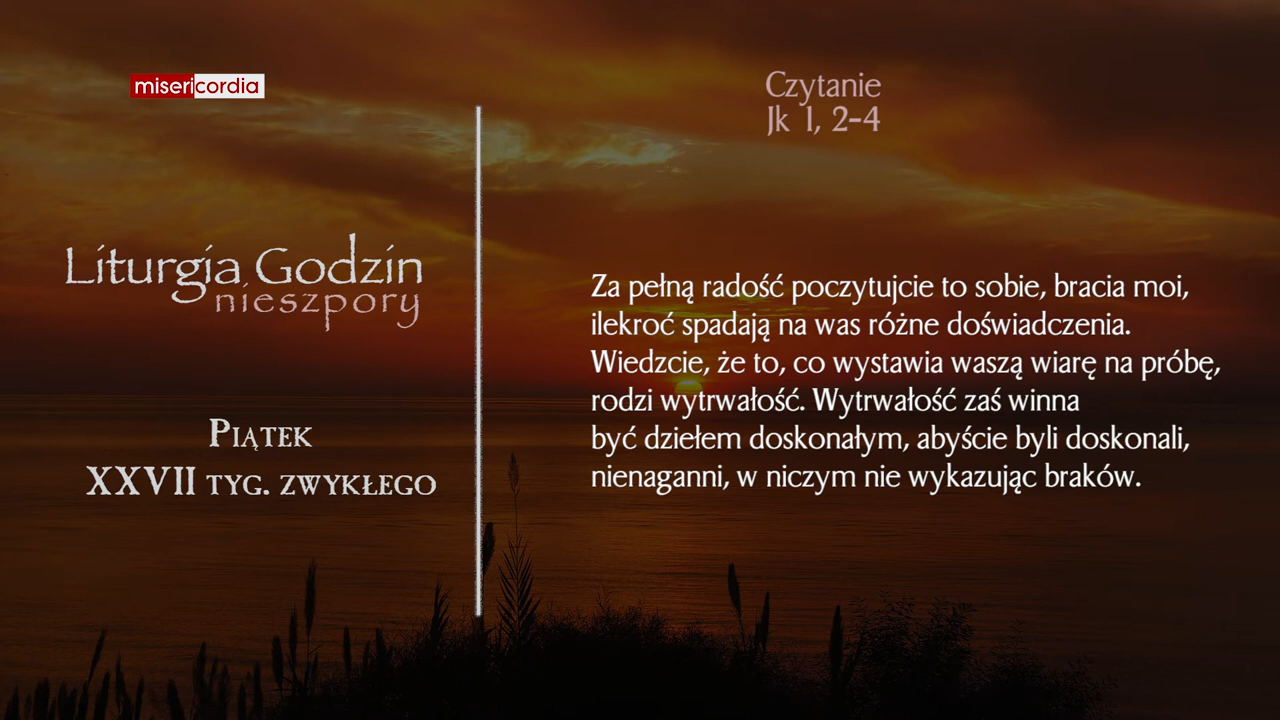 misericordia
Liturgia Godzin
nieszpory
Piątek
XXVII tyg. zwykłego
Czytanie
Jk 1, 2-4
Za pełną radość poczytujcie to sobie, bracia moi,
ilekroć spadają na was różne doświadczenia.
Wiedzcie, że to, co wystawia waszą wiarę na próbę,
rodzi wytrwałość. Wytrwałość zaś winna
być dziełem doskonałym, abyście byli doskonali,
nienaganni, w niczym nie wykazując braków.